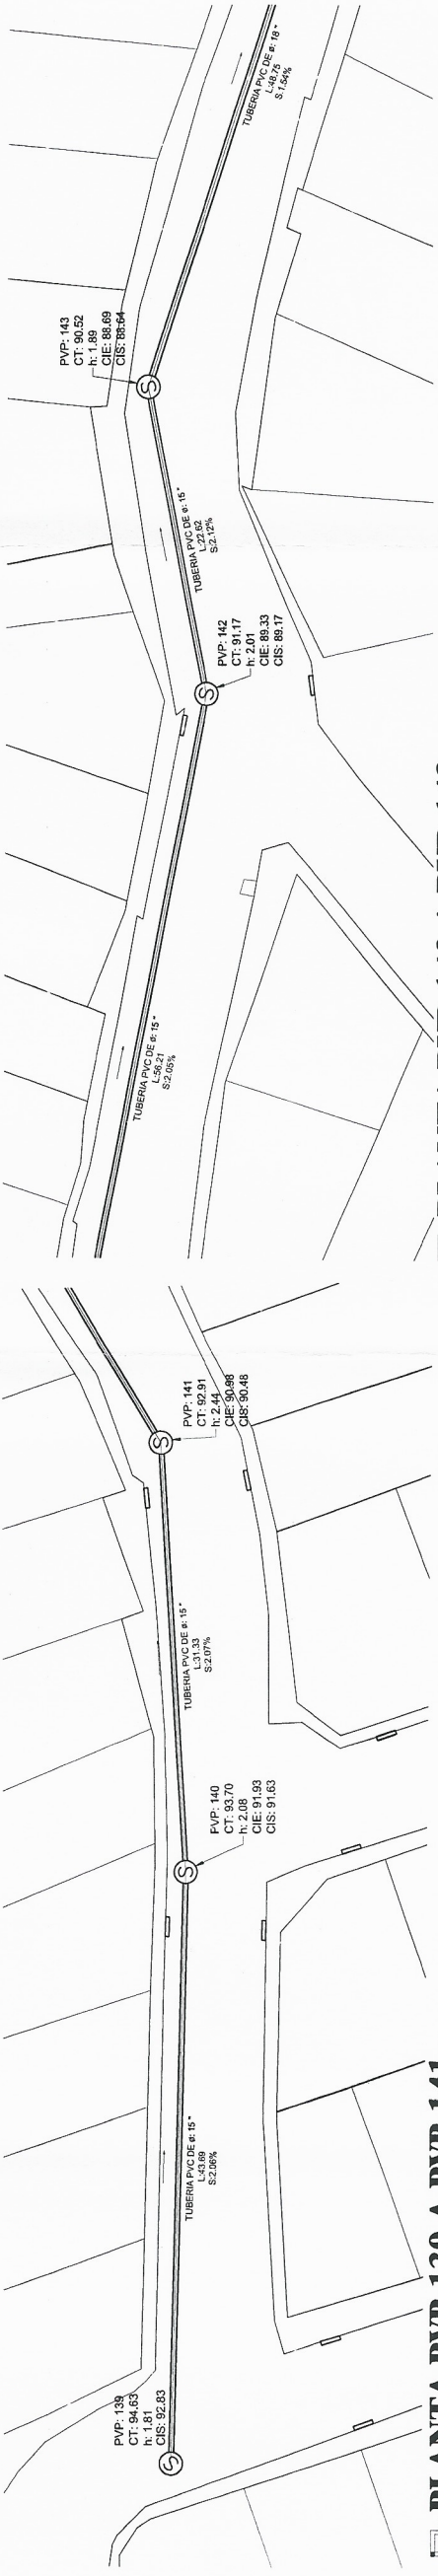 TUBERIA PVC DE ø: 18 "
L:48.75
S:1.54%
PVP: 143
CT: 90.52
h: 1.89
CIE: 88.69
CIS: 88.64
TUBERIA PVC DE ø: 15 "
L:22.62
S:2.12%
PVP: 142
CT: 91.17
h: 2.01
CIE: 89.33
CIS: 89.17
TUBERIA PVC DE ø: 15 "
L:56.21
S:2.05%
PVP: 141
CT: 92.91
h: 2.44
CIE: 90.98
CIS: 90.48
TUBERIA PVC DE ø: 15 "
L:31.33
S:2.07%
PVP: 140
CT: 93.70
h: 2.08
CIE: 91.93
CIS: 91.63
TUBERIA PVC DE ø: 15 "
L:43.69
S:2.06%
PVP: 139
CT: 94.63
h: 1.81
CIS: 92.83
PLANTA PVP 139 A PVP 141